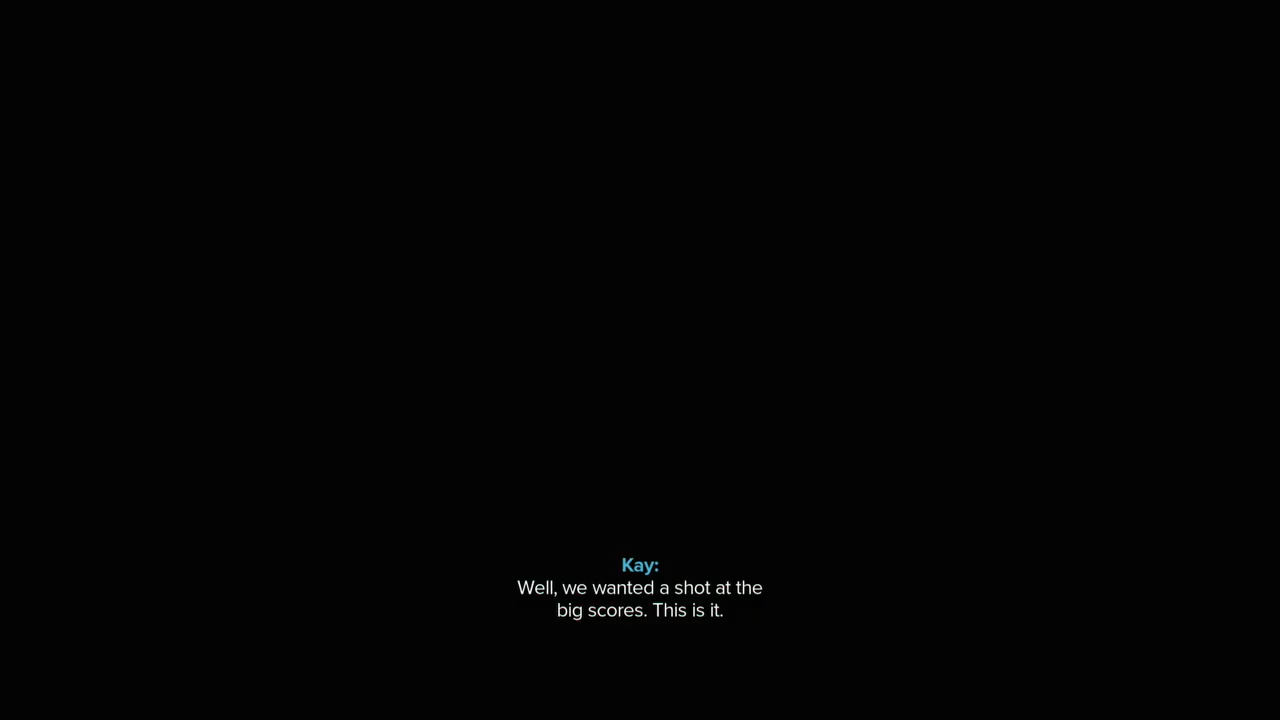 Kay:
Well, we wanted a shot at the
big scores. This is it.